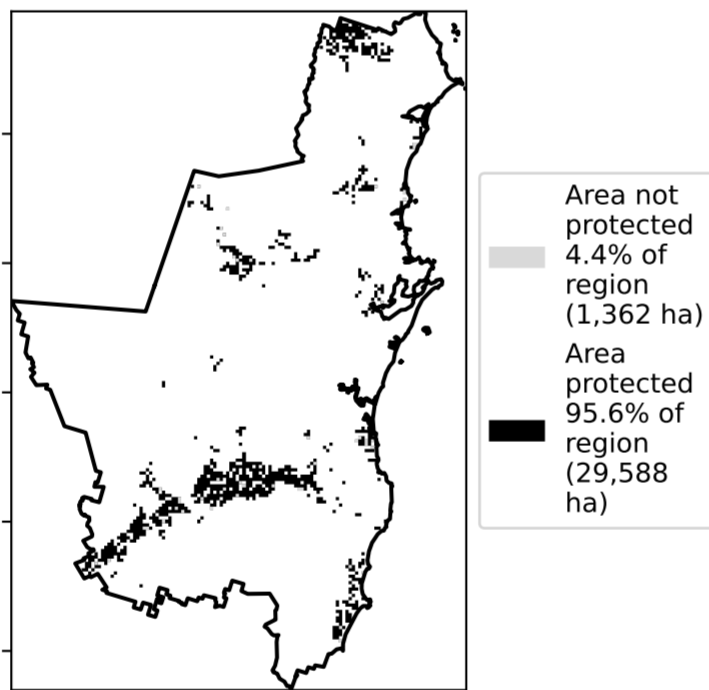 Area not
protected
4.4% of
region
(1,362 ha)
Area
protected
95.6% of
region
(29,588
ha)